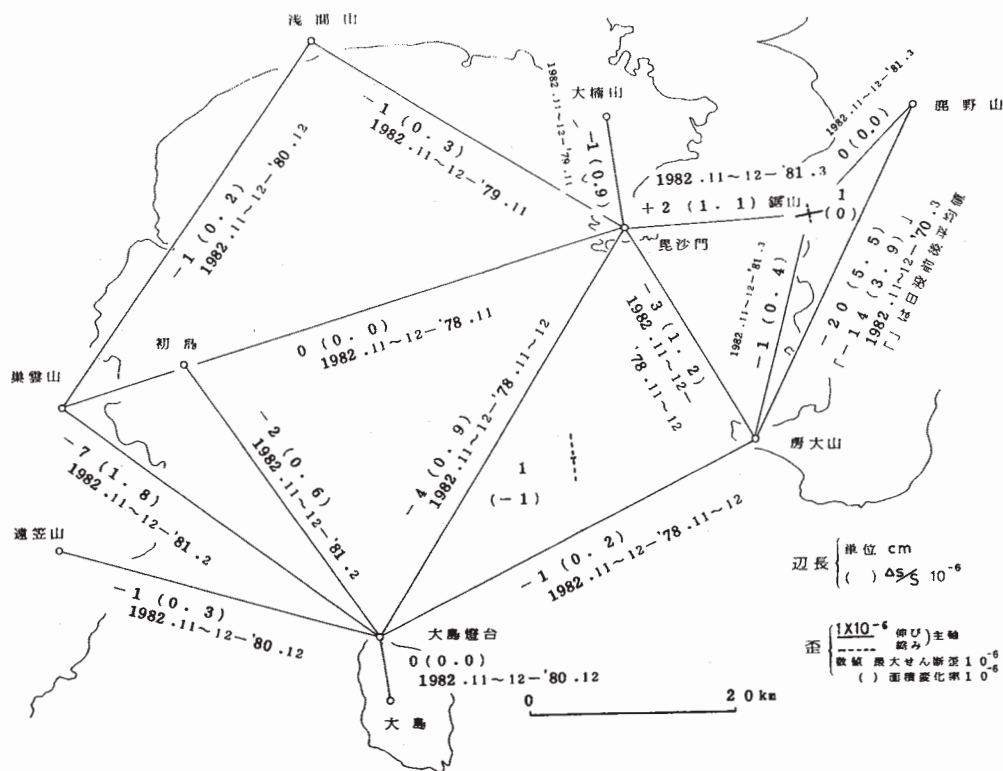 浅間山
大楠山
鹿野山
-1 (0.3)
1982.11~12-'79.11
1982.11~12-'79.11
-1(0.9)
1982.11~12-'81.3
0(0.0)
-1 (0.2)
1982.11~12-'80.12
1982.11~12-'81.3
+2 (1.1)
鋸山
1
(0)
毘沙門
-20 (5.5)
「-14 (3.9)」
1982.11~12-'70.3
「」は日没前後平均値
1982.11~12-'81.3
-1 (0.4)
-3 (1.2)
1982.11~12-
'78.11~12
0 (0.0)
1982.11~12-'78.11
初島
巣雲山
-4 (0.9)
1982.11~12-'78.11~12
-2 (0.6)
1982.11~12-'81.2
-7 (1.8)
1982.11~12-'81.2
1
(-1)
房大山
遠笠山
-1 (0.3)
1982.11~12-'80.12
-1 (0.2)
1982.11~12-'78.11~12
大島燈台
0(0.0)
1982.11~12-'80.12
大島
0 20km
辺長
単位 cm
( ) ΔS/S 10⁻⁶
歪
1X10⁻⁶ 伸び
縮み
)主軸
数値 最大せん断歪10⁻⁶
( ) 面積変化率10⁻⁶